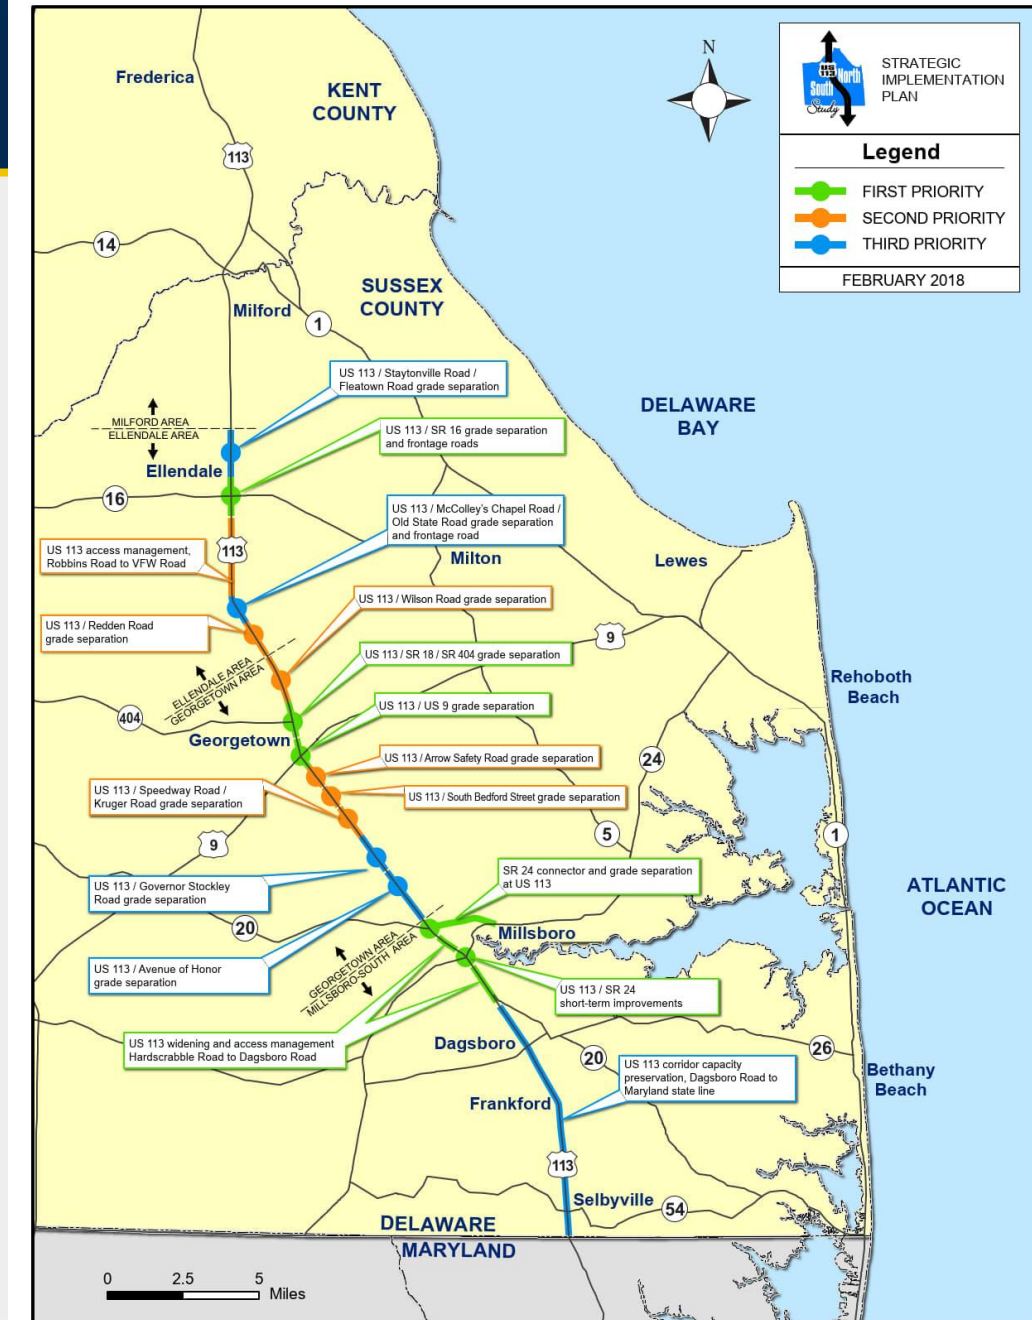 Frederica
KENT
COUNTY
N
113
STRATEGIC
IMPLEMENTATION
PLAN
US
113
North
South
Study
Legend
FIRST PRIORITY
SECOND PRIORITY
THIRD PRIORITY
FEBRUARY 2018
14
SUSSEX
COUNTY
Milford
1
US 113 / Staytonville Road /
Fleatown Road grade separation
DELAWARE
BAY
MILFORD AREA
ELLENDALE AREA
US 113 / SR 16 grade separation
and frontage roads
Ellendale
16
US 113 / McColley's Chapel Road /
Old State Road grade separation
and frontage road
113
US 113 access management,
Robbins Road to VFW Road
Milton
Lewes
US 113 / Wilson Road grade separation
US 113 / Redden Road
grade separation
9
US 113 / SR 18 / SR 404 grade separation
ELLENDALE AREA
GEORGETOWN AREA
Rehoboth
Beach
US 113 / US 9 grade separation
404
Georgetown
US 113 / Arrow Safety Road grade separation
24
US 113 / Speedway Road /
Kruger Road grade separation
US 113 / South Bedford Street grade separation
5
1
9
SR 24 connector and grade separation
at US 113
US 113 / Governor Stockley
Road grade separation
ATLANTIC
OCEAN
20
Millsboro
GEORGETOWN AREA
MILLSBORO-SOUTH AREA
US 113 / Avenue of Honor
grade separation
US 113 / SR 24
short-term improvements
US 113 widening and access management
Hardscrabble Road to Dagsboro Road
Dagsboro
20
26
US 113 corridor capacity
preservation, Dagsboro Road to
Maryland state line
Bethany
Beach
Frankford
113
Selbyville
54
DELAWARE
MARYLAND
0 2.5 5
Miles